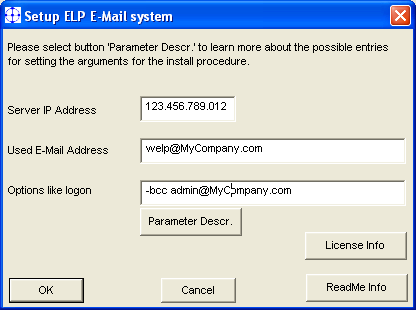 Setup ELP E-Mail system
Please select button 'Parameter Descr.' to learn more about the possible entries
for setting the arguments for the install procedure.
Server IP Address
123.456.789.012
Used E-Mail Address
welp@MyCompany.com
Options like logon
-bcc admin@MyCompany.com
Parameter Descr.
License Info
OK
Cancel
ReadMe Info